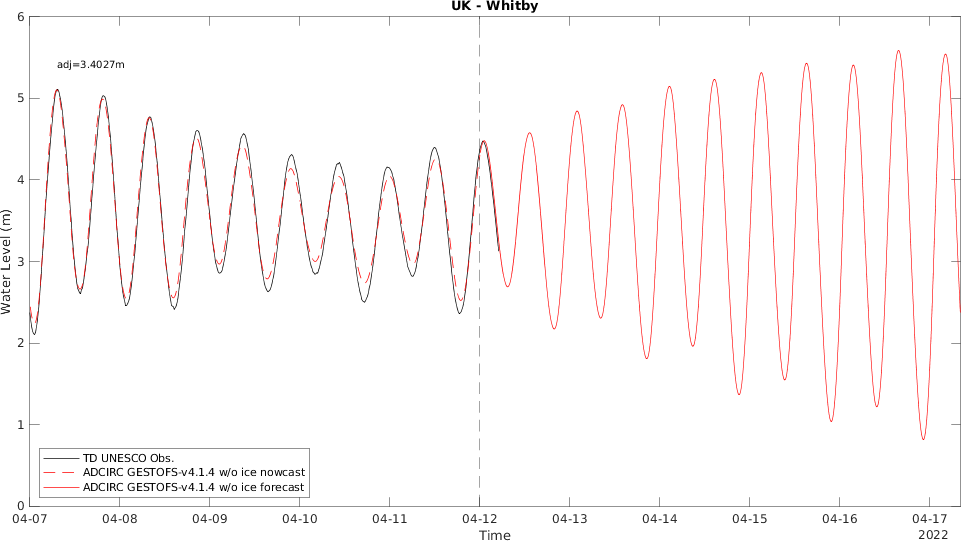 UK - Whitby
adj=3.4027m
Water Level (m)
6
5
4
3
2
1
0
TD UNESCO Obs.
ADCIRC GESTOFS-v4.1.4 w/o ice nowcast
ADCIRC GESTOFS-v4.1.4 w/o ice forecast
04-07 04-08 04-09 04-10 04-11 04-12 04-13 04-14 04-15 04-16 04-17
Time
2022